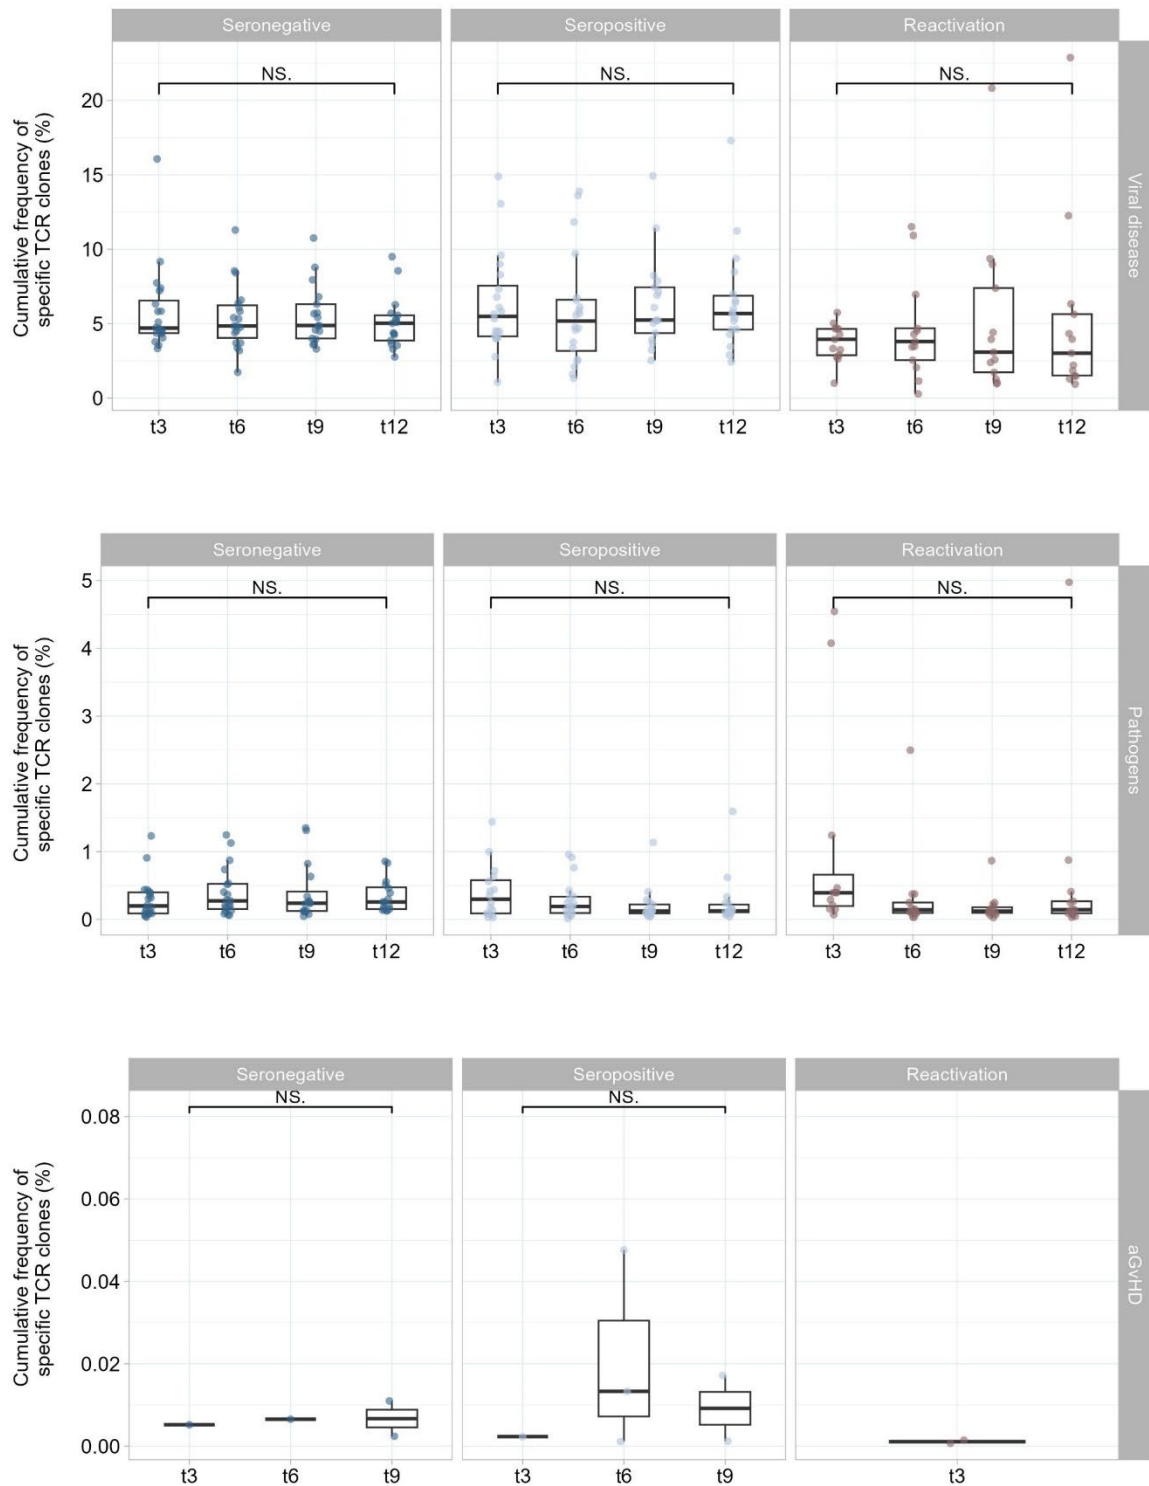 Seronegative
Seropositive
Reactivation
Cumulative frequency of
specific TCR clones (%)
20
15
10
5
0
NS.
NS.
NS.
Viral disease
t3
t6
t9
t12
t3
t6
t9
t12
t3
t6
t9
t12
Seronegative
Seropositive
Reactivation
Cumulative frequency of
specific TCR clones (%)
5
4
3
2
1
0
NS.
NS.
NS.
Pathogens
t3
t6
t9
t12
t3
t6
t9
t12
t3
t6
t9
t12
Seronegative
Seropositive
Reactivation
Cumulative frequency of
specific TCR clones (%)
0.08
0.06
0.04
0.02
0.00
NS.
NS.
aGvHD
t3
t6
t9
t3
t6
t9
t3